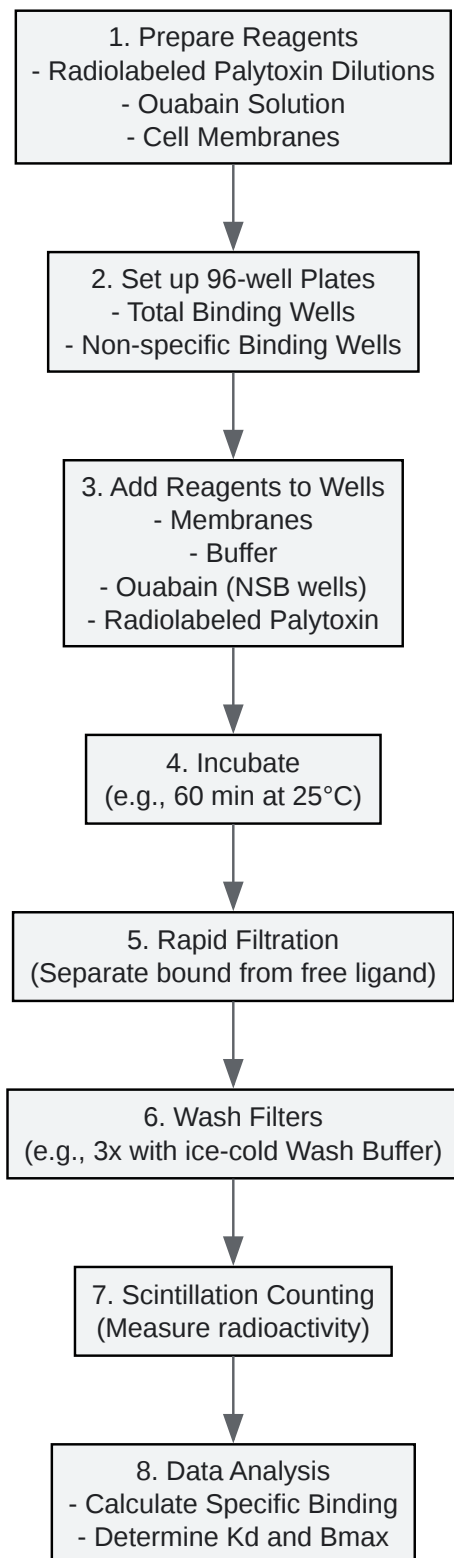 1. Prepare Reagents
- Radiolabeled Palytoxin Dilutions
- Ouabain Solution
- Cell Membranes
2. Set up 96-well Plates
- Total Binding Wells
- Non-specific Binding Wells
3. Add Reagents to Wells
- Membranes
- Buffer
- Ouabain (NSB wells)
- Radiolabeled Palytoxin
4. Incubate
(e.g., 60 min at 25°C)
5. Rapid Filtration
(Separate bound from free ligand)
6. Wash Filters
(e.g., 3x with ice-cold Wash Buffer)
7. Scintillation Counting
(Measure radioactivity)
8. Data Analysis
- Calculate Specific Binding
- Determine Kd and Bmax